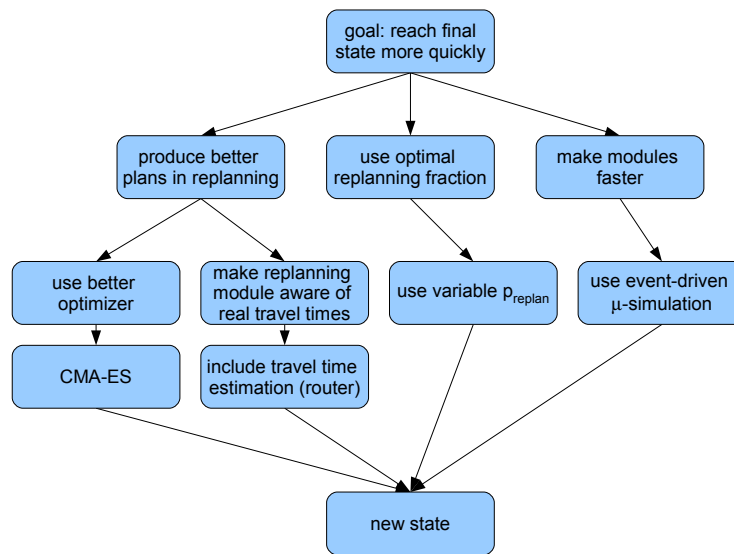 goal: reach final
state more quickly
produce better
plans in replanning
use optimal
replanning fraction
make modules
faster
use better
optimizer
make replanning
module aware of
real travel times
use variable p_replan
use event-driven
μ-simulation
CMA-ES
include travel time
estimation (router)
new state